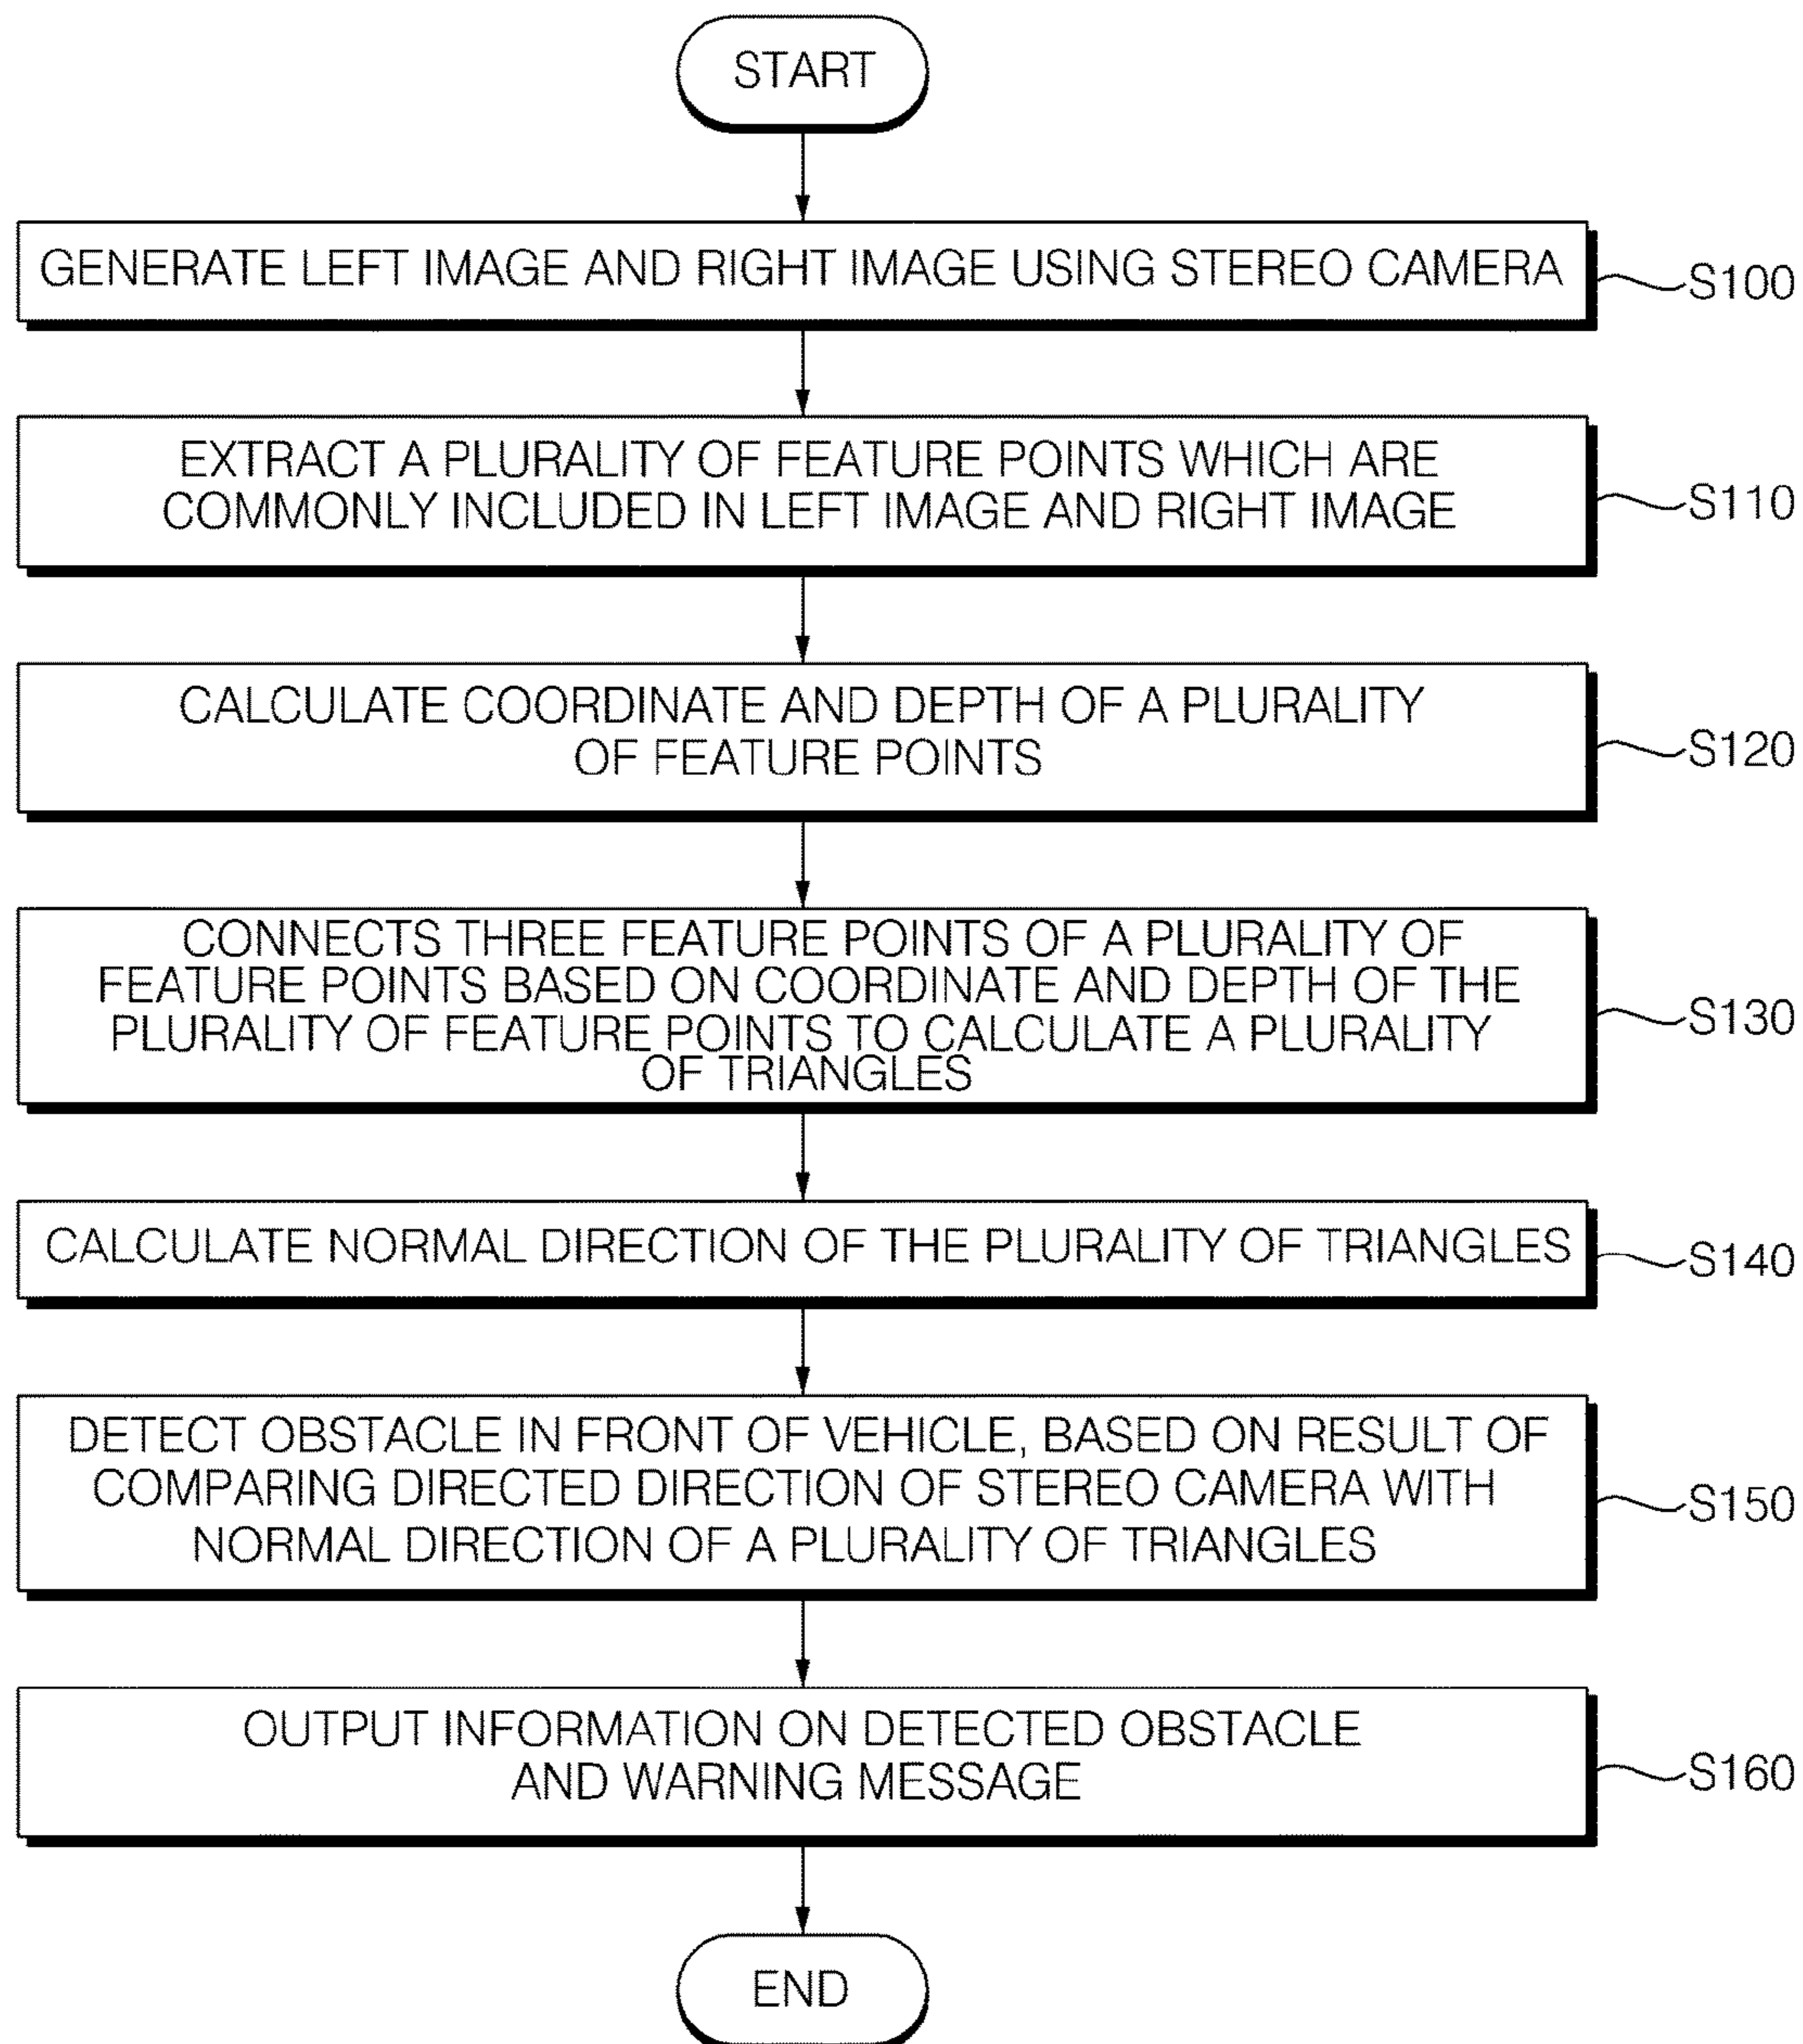 START
GENERATE LEFT IMAGE AND RIGHT IMAGE USING STEREO CAMERA
S100
EXTRACT A PLURALITY OF FEATURE POINTS WHICH ARE
COMMONLY INCLUDED IN LEFT IMAGE AND RIGHT IMAGE
S110
CALCULATE COORDINATE AND DEPTH OF A PLURALITY
OF FEATURE POINTS
S120
CONNECTS THREE FEATURE POINTS OF A PLURALITY OF
FEATURE POINTS BASED ON COORDINATE AND DEPTH OF THE
PLURALITY OF FEATURE POINTS TO CALCULATE A PLURALITY
OF TRIANGLES
S130
CALCULATE NORMAL DIRECTION OF THE PLURALITY OF TRIANGLES
S140
DETECT OBSTACLE IN FRONT OF VEHICLE, BASED ON RESULT OF
COMPARING DIRECTED DIRECTION OF STEREO CAMERA WITH
NORMAL DIRECTION OF A PLURALITY OF TRIANGLES
S150
OUTPUT INFORMATION ON DETECTED OBSTACLE
AND WARNING MESSAGE
S160
END